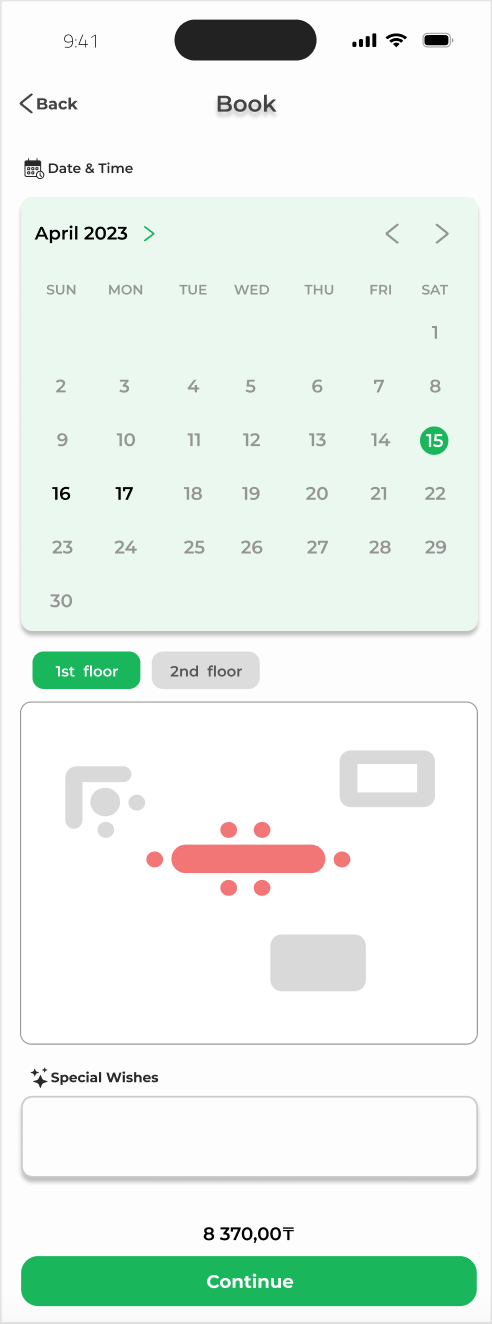 9:41
Back
Book
Date & Time
April 2023
SUN MON TUE WED THU FRI SAT
1
2 3 4 5 6 7 8
9 10 11 12 13 14 15
16 17 18 19 20 21 22
23 24 25 26 27 28 29
30
1st floor 2nd floor
Special Wishes
8 370,00₸
Continue